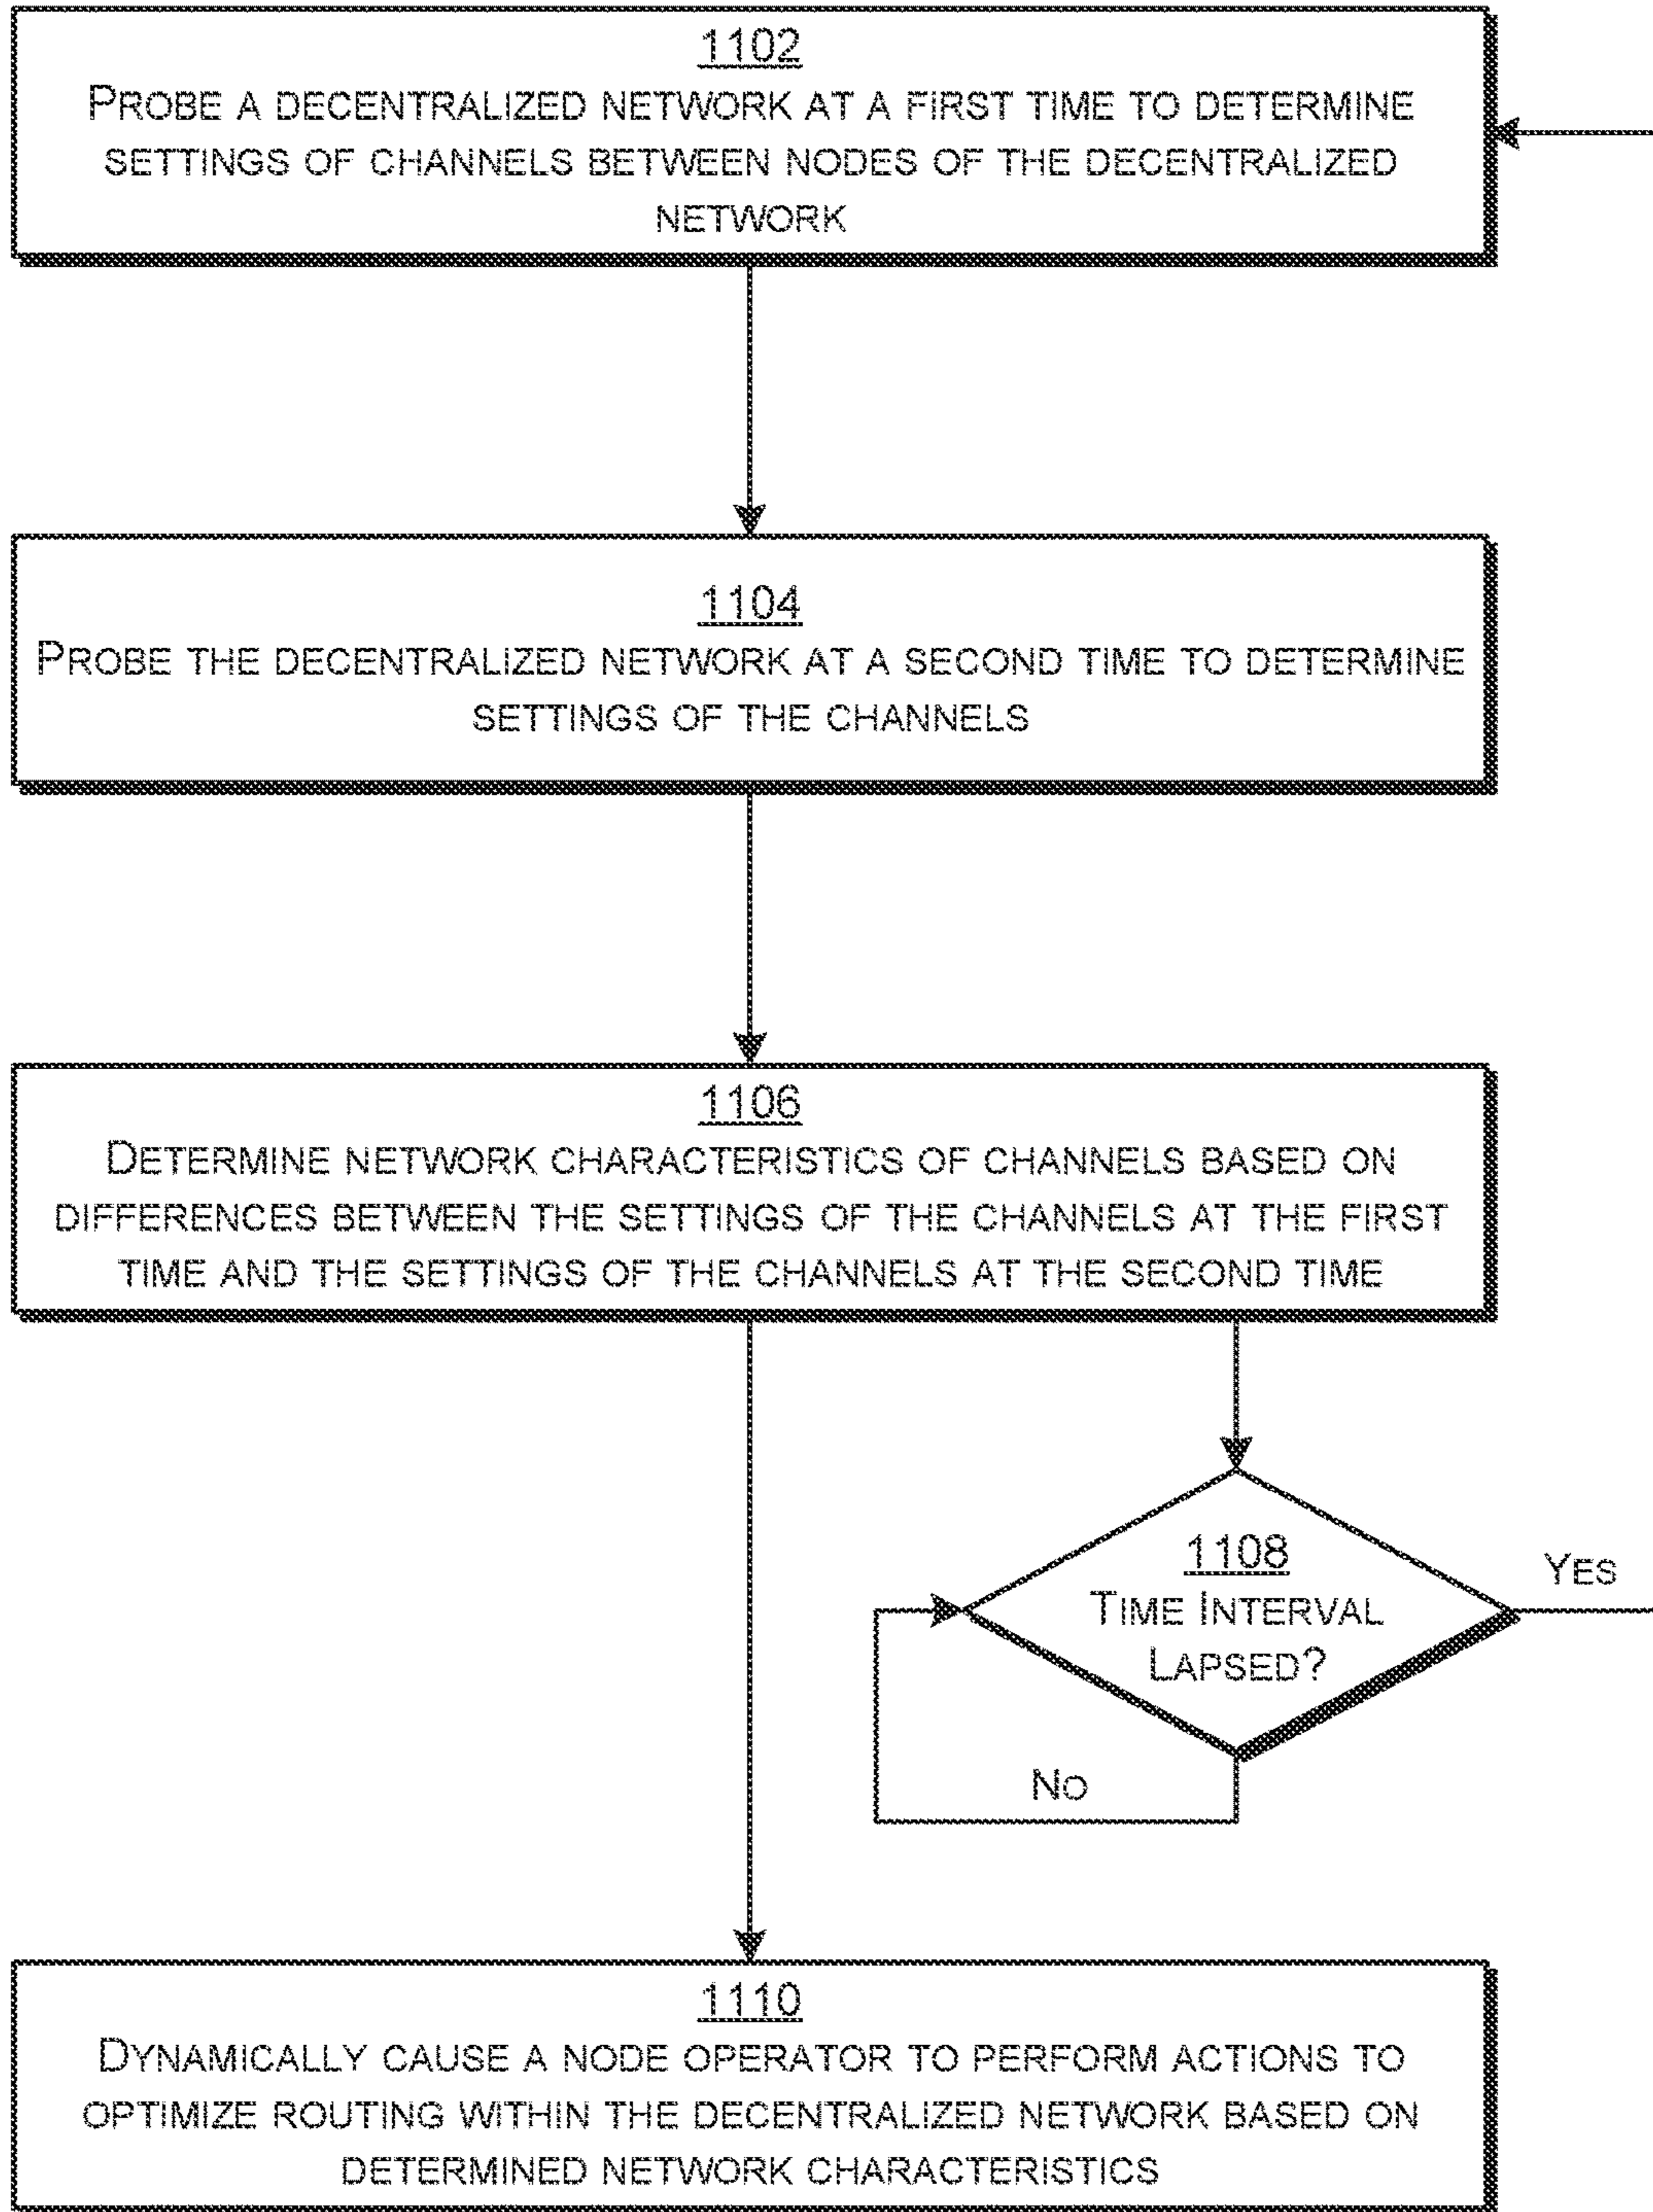 1102
PROBE A DECENTRALIZED NETWORK AT A FIRST TIME TO DETERMINE
SETTINGS OF CHANNELS BETWEEN NODES OF THE DECENTRALIZED
NETWORK
1104
PROBE THE DECENTRALIZED NETWORK AT A SECOND TIME TO DETERMINE
SETTINGS OF THE CHANNELS
1106
DETERMINE NETWORK CHARACTERISTICS OF CHANNELS BASED ON
DIFFERENCES BETWEEN THE SETTINGS OF THE CHANNELS AT THE FIRST
TIME AND THE SETTINGS OF THE CHANNELS AT THE SECOND TIME
1108
TIME INTERVAL
LAPSED?
YES
NO
1110
DYNAMICALLY CAUSE A NODE OPERATOR TO PERFORM ACTIONS TO
OPTIMIZE ROUTING WITHIN THE DECENTRALIZED NETWORK BASED ON
DETERMINED NETWORK CHARACTERISTICS